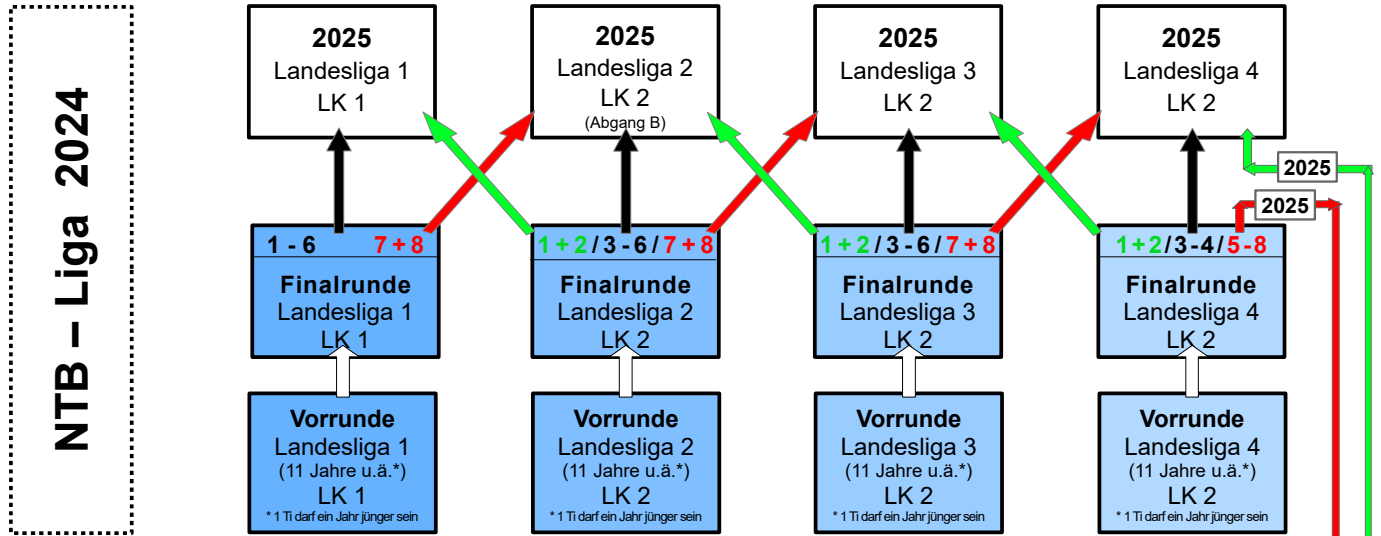 NTB – Liga 2024
2025
Landesliga 1
LK 1
2025
Landesliga 2
LK 2
(Abgang B)
2025
Landesliga 3
LK 2
2025
Landesliga 4
LK 2
2025
2025
1 - 6 7 + 8
Finalrunde
Landesliga 1
LK 1
1 + 2 / 3 - 6 / 7 + 8
Finalrunde
Landesliga 2
LK 2
1 + 2 / 3 - 6 / 7 + 8
Finalrunde
Landesliga 3
LK 2
1 + 2 / 3 - 4 / 5 - 8
Finalrunde
Landesliga 4
LK 2
Vorrunde
Landesliga 1
(11 Jahre u.ä.*)
LK 1
* 1 Ti darf ein Jahr jünger sein
Vorrunde
Landesliga 2
(11 Jahre u.ä.*)
LK 2
* 1 Ti darf ein Jahr jünger sein
Vorrunde
Landesliga 3
(11 Jahre u.ä.*)
LK 2
* 1 Ti darf ein Jahr jünger sein
Vorrunde
Landesliga 4
(11 Jahre u.ä.*)
LK 2
* 1 Ti darf ein Jahr jünger sein